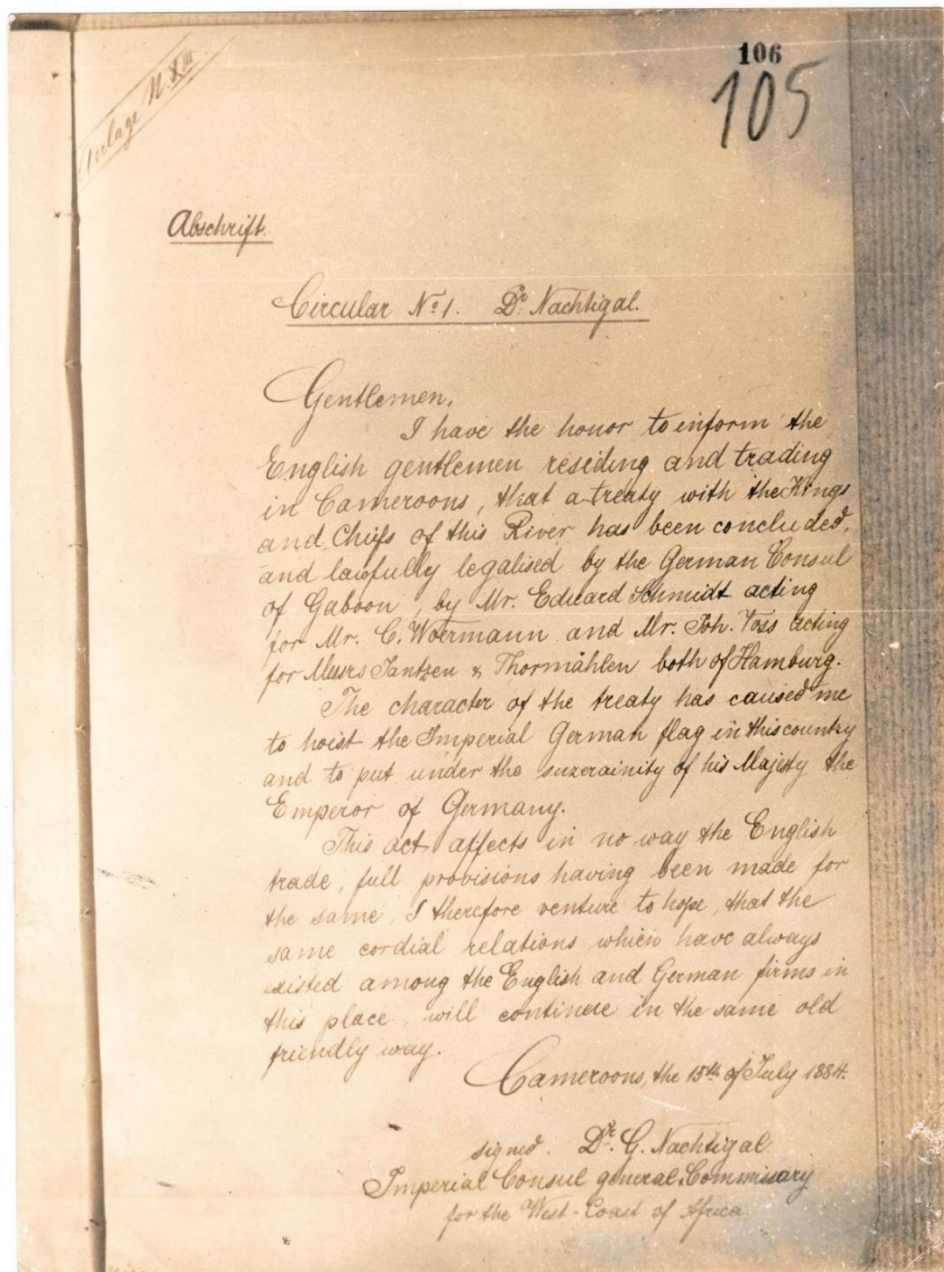 106
105
Anlage N. XIII
Abschrift.
Circular No 1. Dr. Nachtigal.
Gentlemen,
I have the honor to inform the
English gentlemen residing and trading
in Cameroons, that a treaty with the Kings
and Chiefs of this River has been concluded,
and lawfully legalised by the German Consul
of Gaboon, by Mr. Eduard Schmidt acting
for Mr. C. Woermann and Mr. Joh. Voss acting
for Messrs Jantzen & Thormählen both of Hamburg.
The character of the treaty has caused me
to hoist the Imperial German flag in this country
and to put under the suzerainity of his Majesty the
Emperor of Germany.
This act affects in no way the English
trade, full provisions having been made for
the same, I therefore venture to hope, that the
same cordial relations which have always
existed among the English and German firms in
this place, will continue in the same old
friendly way.
Cameroons, the 15th of July 1884.
signed. Dr. G. Nachtigal
Imperial Consul general & Commissary
for the West-Coast of Africa